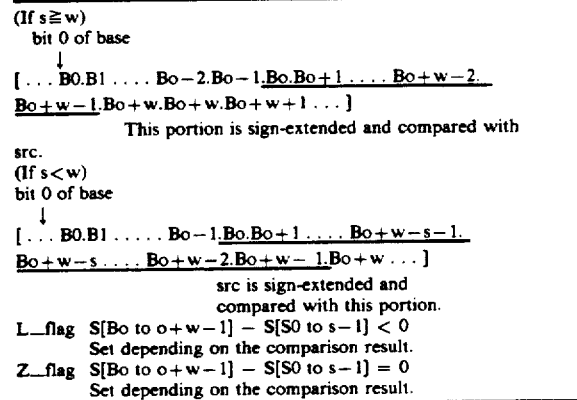 (If s≧w)
bit 0 of base
↓
[ . . . B0.B1 . . . . Bo−2.Bo−1.Bo.Bo+1 . . . . Bo+w−2.
Bo+w−1.Bo+w.Bo+w.Bo+w+1 . . . ]
This portion is sign-extended and compared with
src.
(If s<w)
bit 0 of base
↓
[ . . . B0.B1 . . . . . Bo−1.Bo.Bo+1 . . . . Bo+w−s−1.
Bo+w−s . . . . Bo+w−2.Bo+w− 1.Bo+w . . . ]
src is sign-extended and
compared with this portion.
L_flag S[Bo to o+w−1] − S[S0 to s−1] < 0
Set depending on the comparison result.
Z_flag S[Bo to o+w−1] − S[S0 to s−1] = 0
Set depending on the comparison result.